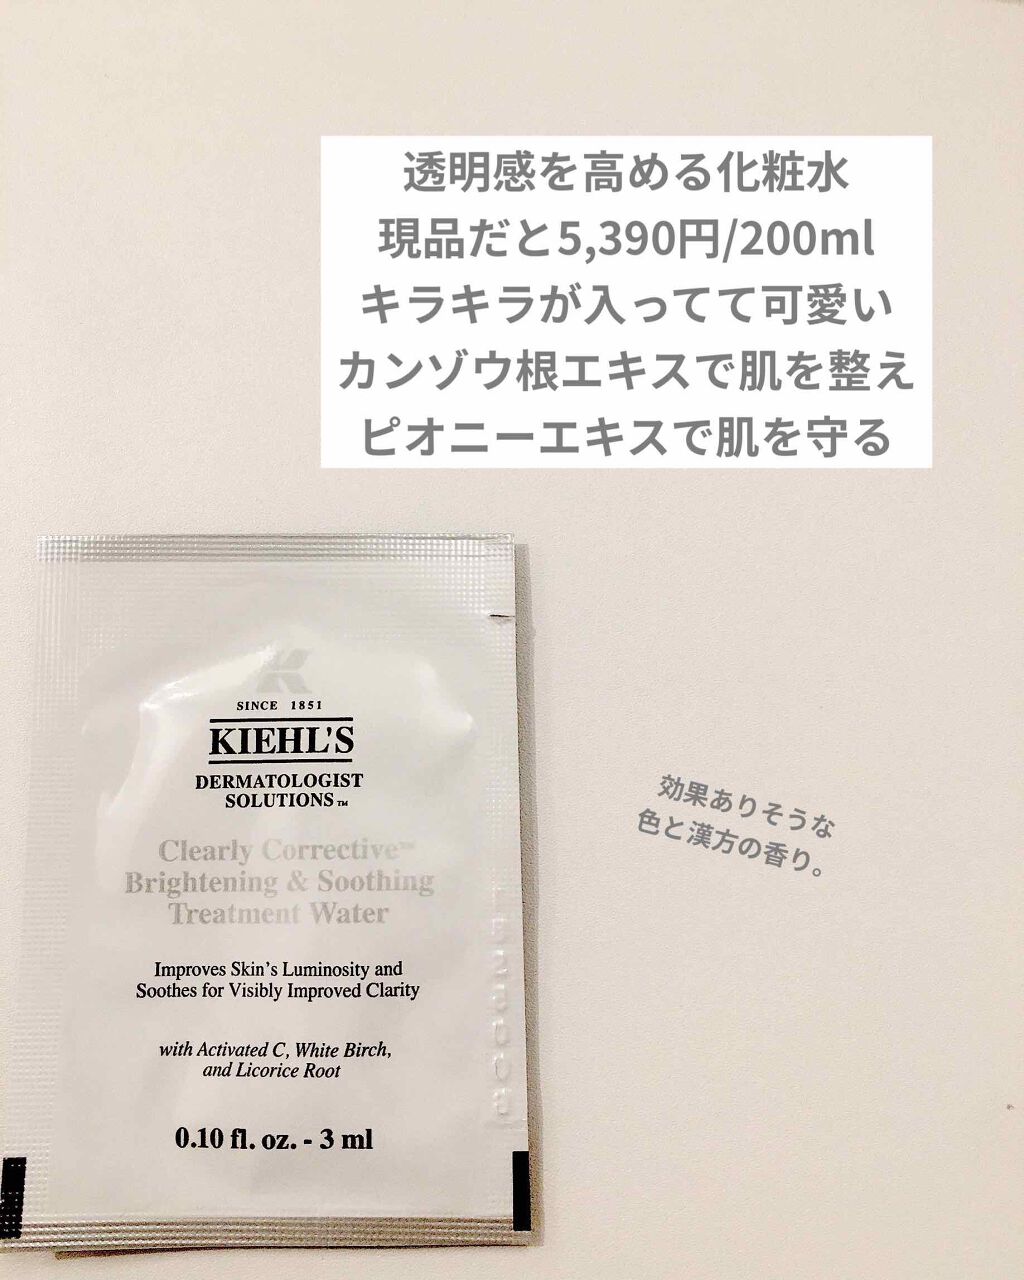 透明感を高める化粧水
現品だと5,390円/200ml
キラキラが入ってて可愛い
カンゾウ根エキスで肌を整え
ピオニーエキスで肌を守る
K
SINCE 1851
KIEHL'S
DERMATOLOGIST
SOLUTIONS™
Clearly Corrective™
Brightening & Soothing
Treatment Water
Improves Skin's Luminosity and
Soothes for Visibly Improved Clarity
with Activated C, White Birch,
and Licorice Root
0.10 fl. oz. - 3 ml
効果ありそうな
色と漢方の香り。